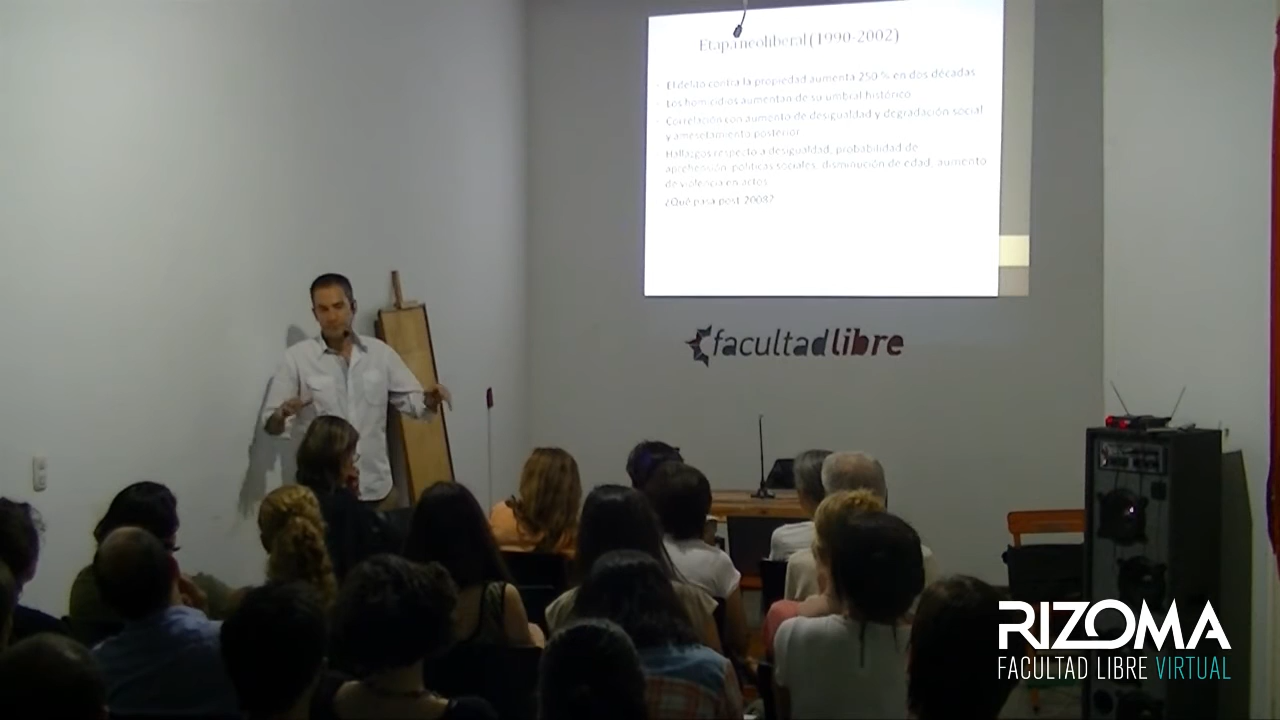 Etapa neoliberal (1990-2002)
El delito contra la propiedad aumenta 250 % en dos décadas
Los homicidios aumentan de su umbral histórico
Correlación con aumento de desigualdad y degradación social
y amesetamiento posterior
Hallazgos respecto a desigualdad, probabilidad de
aprehensión, políticas sociales, disminución de edad, aumento
de violencia en actos
¿Qué pasa post 2008?
facultadlibre
RIZOMA
FACULTAD LIBRE VIRTUAL